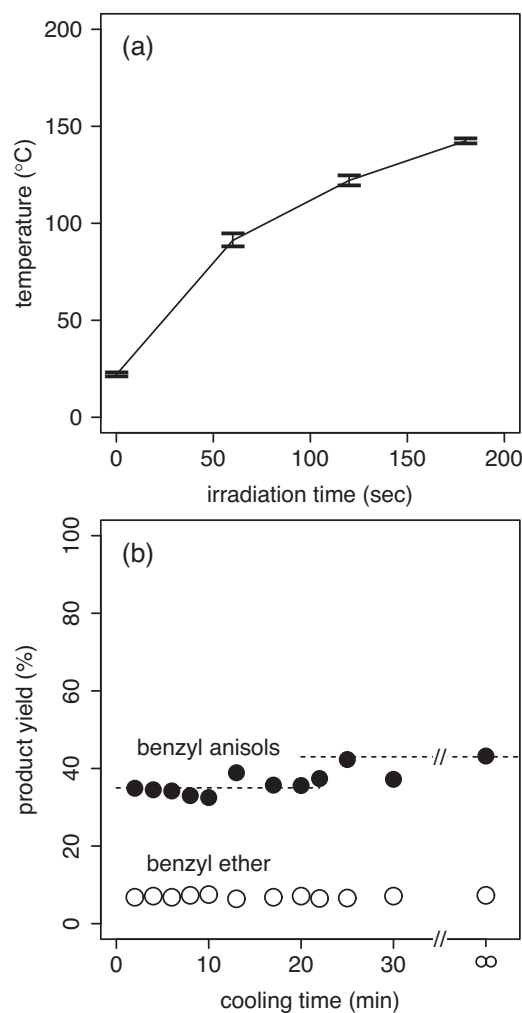 (a)
200
150
100
50
0
temperature (°C)
0 50 100 150 200
irradiation time (sec)
(b)
100
80
60
40
20
0
product yield (%)
benzyl anisols
//
benzyl ether
//
0 10 20 30 ∞
cooling time (min)